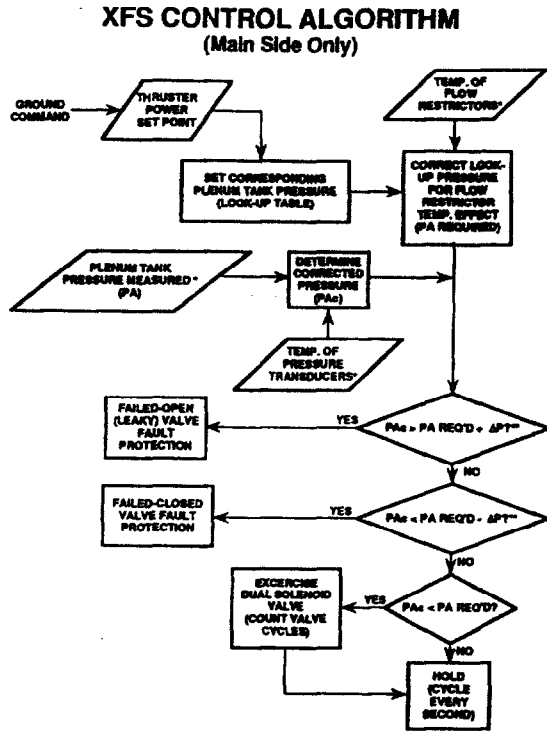 XFS CONTROL ALGORITHM
(Main Side Only)
GROUND
COMMAND
THRUSTER
POWER
SET POINT
TEMP. OF
FLOW
RESTRICTORS*
SET CORRESPONDING
PLENUM TANK PRESSURE
(LOOK-UP TABLE)
CORRECT LOOK-
UP PRESSURE
FOR FLOW
RESTRICTOR
TEMP. EFFECT
(PA REQUIRED)
PLENUM TANK
PRESSURE MEASURED*
(PA)
DETERMINE
CORRECTED
PRESSURE
(PAc)
TEMP. OF
PRESSURE
TRANSDUCERS*
FAILED-OPEN
(LEAKY) VALVE
FAULT
PROTECTION
YES
PAc > PA REQ'D + ΔP?**
NO
FAILED-CLOSED
VALVE FAULT
PROTECTION
YES
PAc < PA REQ'D - ΔP?**
NO
EXCERCISE
DUAL SOLENOID
VALVE
(COUNT VALVE
CYCLES)
YES
PAc < PA REQ'D?
NO
HOLD
(CYCLE
EVERY
SECOND)